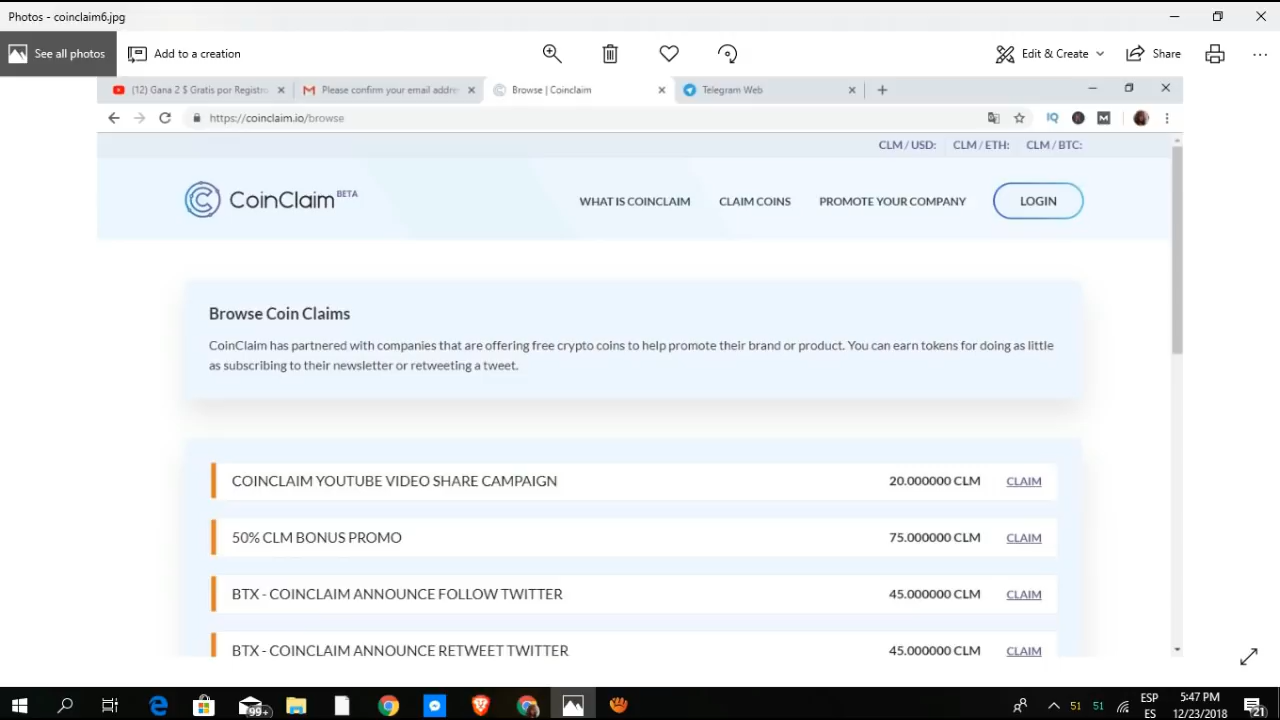 Photos - coinclaim6.jpg
See all photos
Add to a creation
Edit & Create
Share
(12) Gana 2 $ Gratis por Registra
Please confirm your email addre
Browse | Coinclaim
Telegram Web
https://coinclaim.io/browse
CLM / USD:
CLM / ETH:
CLM / BTC:
CoinClaim BETA
WHAT IS COINCLAIM
CLAIM COINS
PROMOTE YOUR COMPANY
LOGIN
Browse Coin Claims
CoinClaim has partnered with companies that are offering free crypto coins to help promote their brand or product. You can earn tokens for doing as little
as subscribing to their newsletter or retweeting a tweet.
COINCLAIM YOUTUBE VIDEO SHARE CAMPAIGN 20.000000 CLM CLAIM
50% CLM BONUS PROMO 75.000000 CLM CLAIM
BTX - COINCLAIM ANNOUNCE FOLLOW TWITTER 45.000000 CLM CLAIM
BTX - COINCLAIM ANNOUNCE RETWEET TWITTER 45.000000 CLM CLAIM
99+
51
51
ESP
ES
5:47 PM
12/23/2018
21